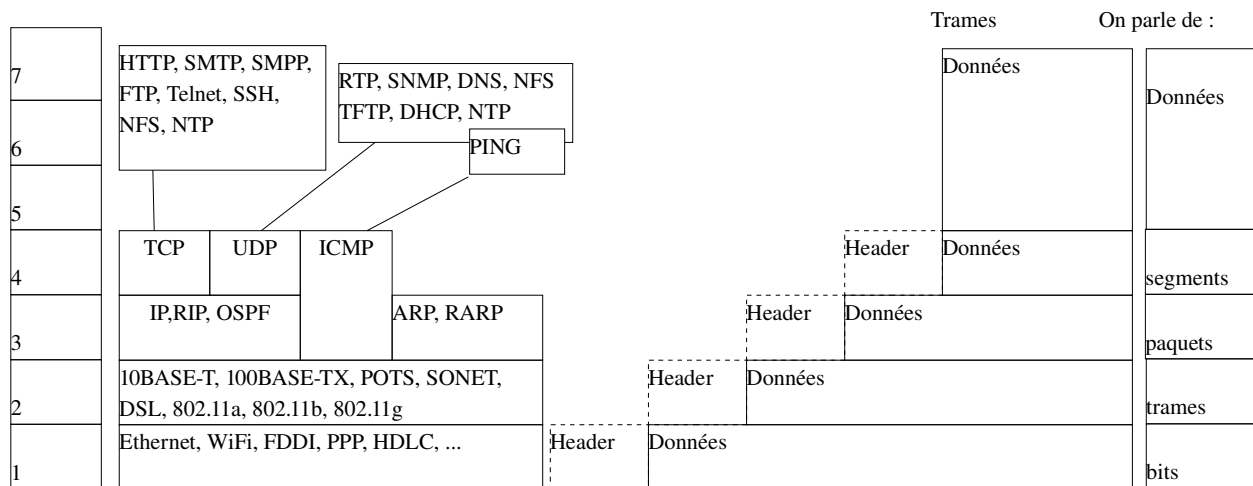 Trames On parle de :
7
HTTP, SMTP, SMPP,
FTP, Telnet, SSH,
NFS, NTP
RTP, SNMP, DNS, NFS
TFTP, DHCP, NTP
Données
Données
6
PING
5
4
TCP
UDP
ICMP
Header
Données
segments
3
IP,RIP, OSPF
ARP, RARP
Header
Données
paquets
2
10BASE-T, 100BASE-TX, POTS, SONET,
DSL, 802.11a, 802.11b, 802.11g
Header
Données
trames
1
Ethernet, WiFi, FDDI, PPP, HDLC, ...
Header
Données
bits